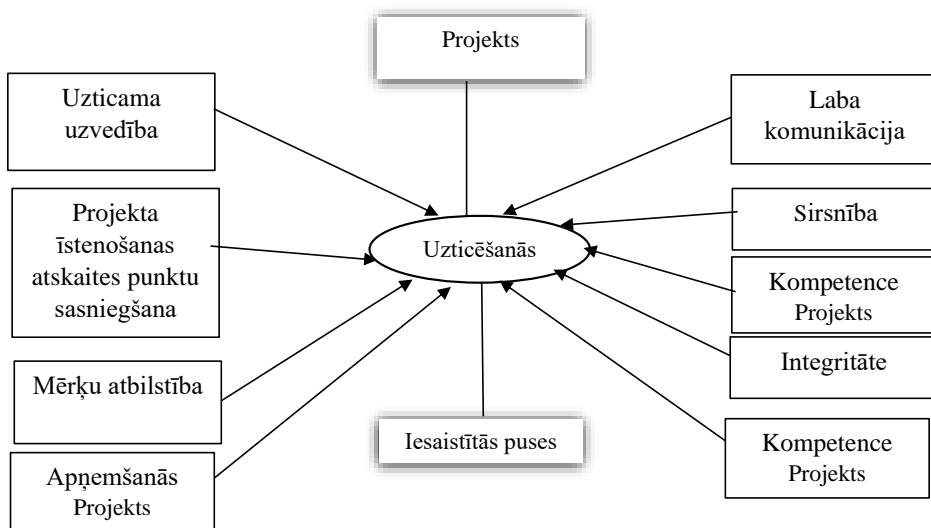 Projekts
Uzticama
uzvedība
Laba
komunikācija
Projekta
īstenošanas
atskaites punktu
sasniegšana
Sirsnība
Uzticēšanās
Kompetence
Projekts
Integritāte
Mērķu atbilstība
Iesaistītās puses
Kompetence
Projekts
Apņemšanās
Projekts